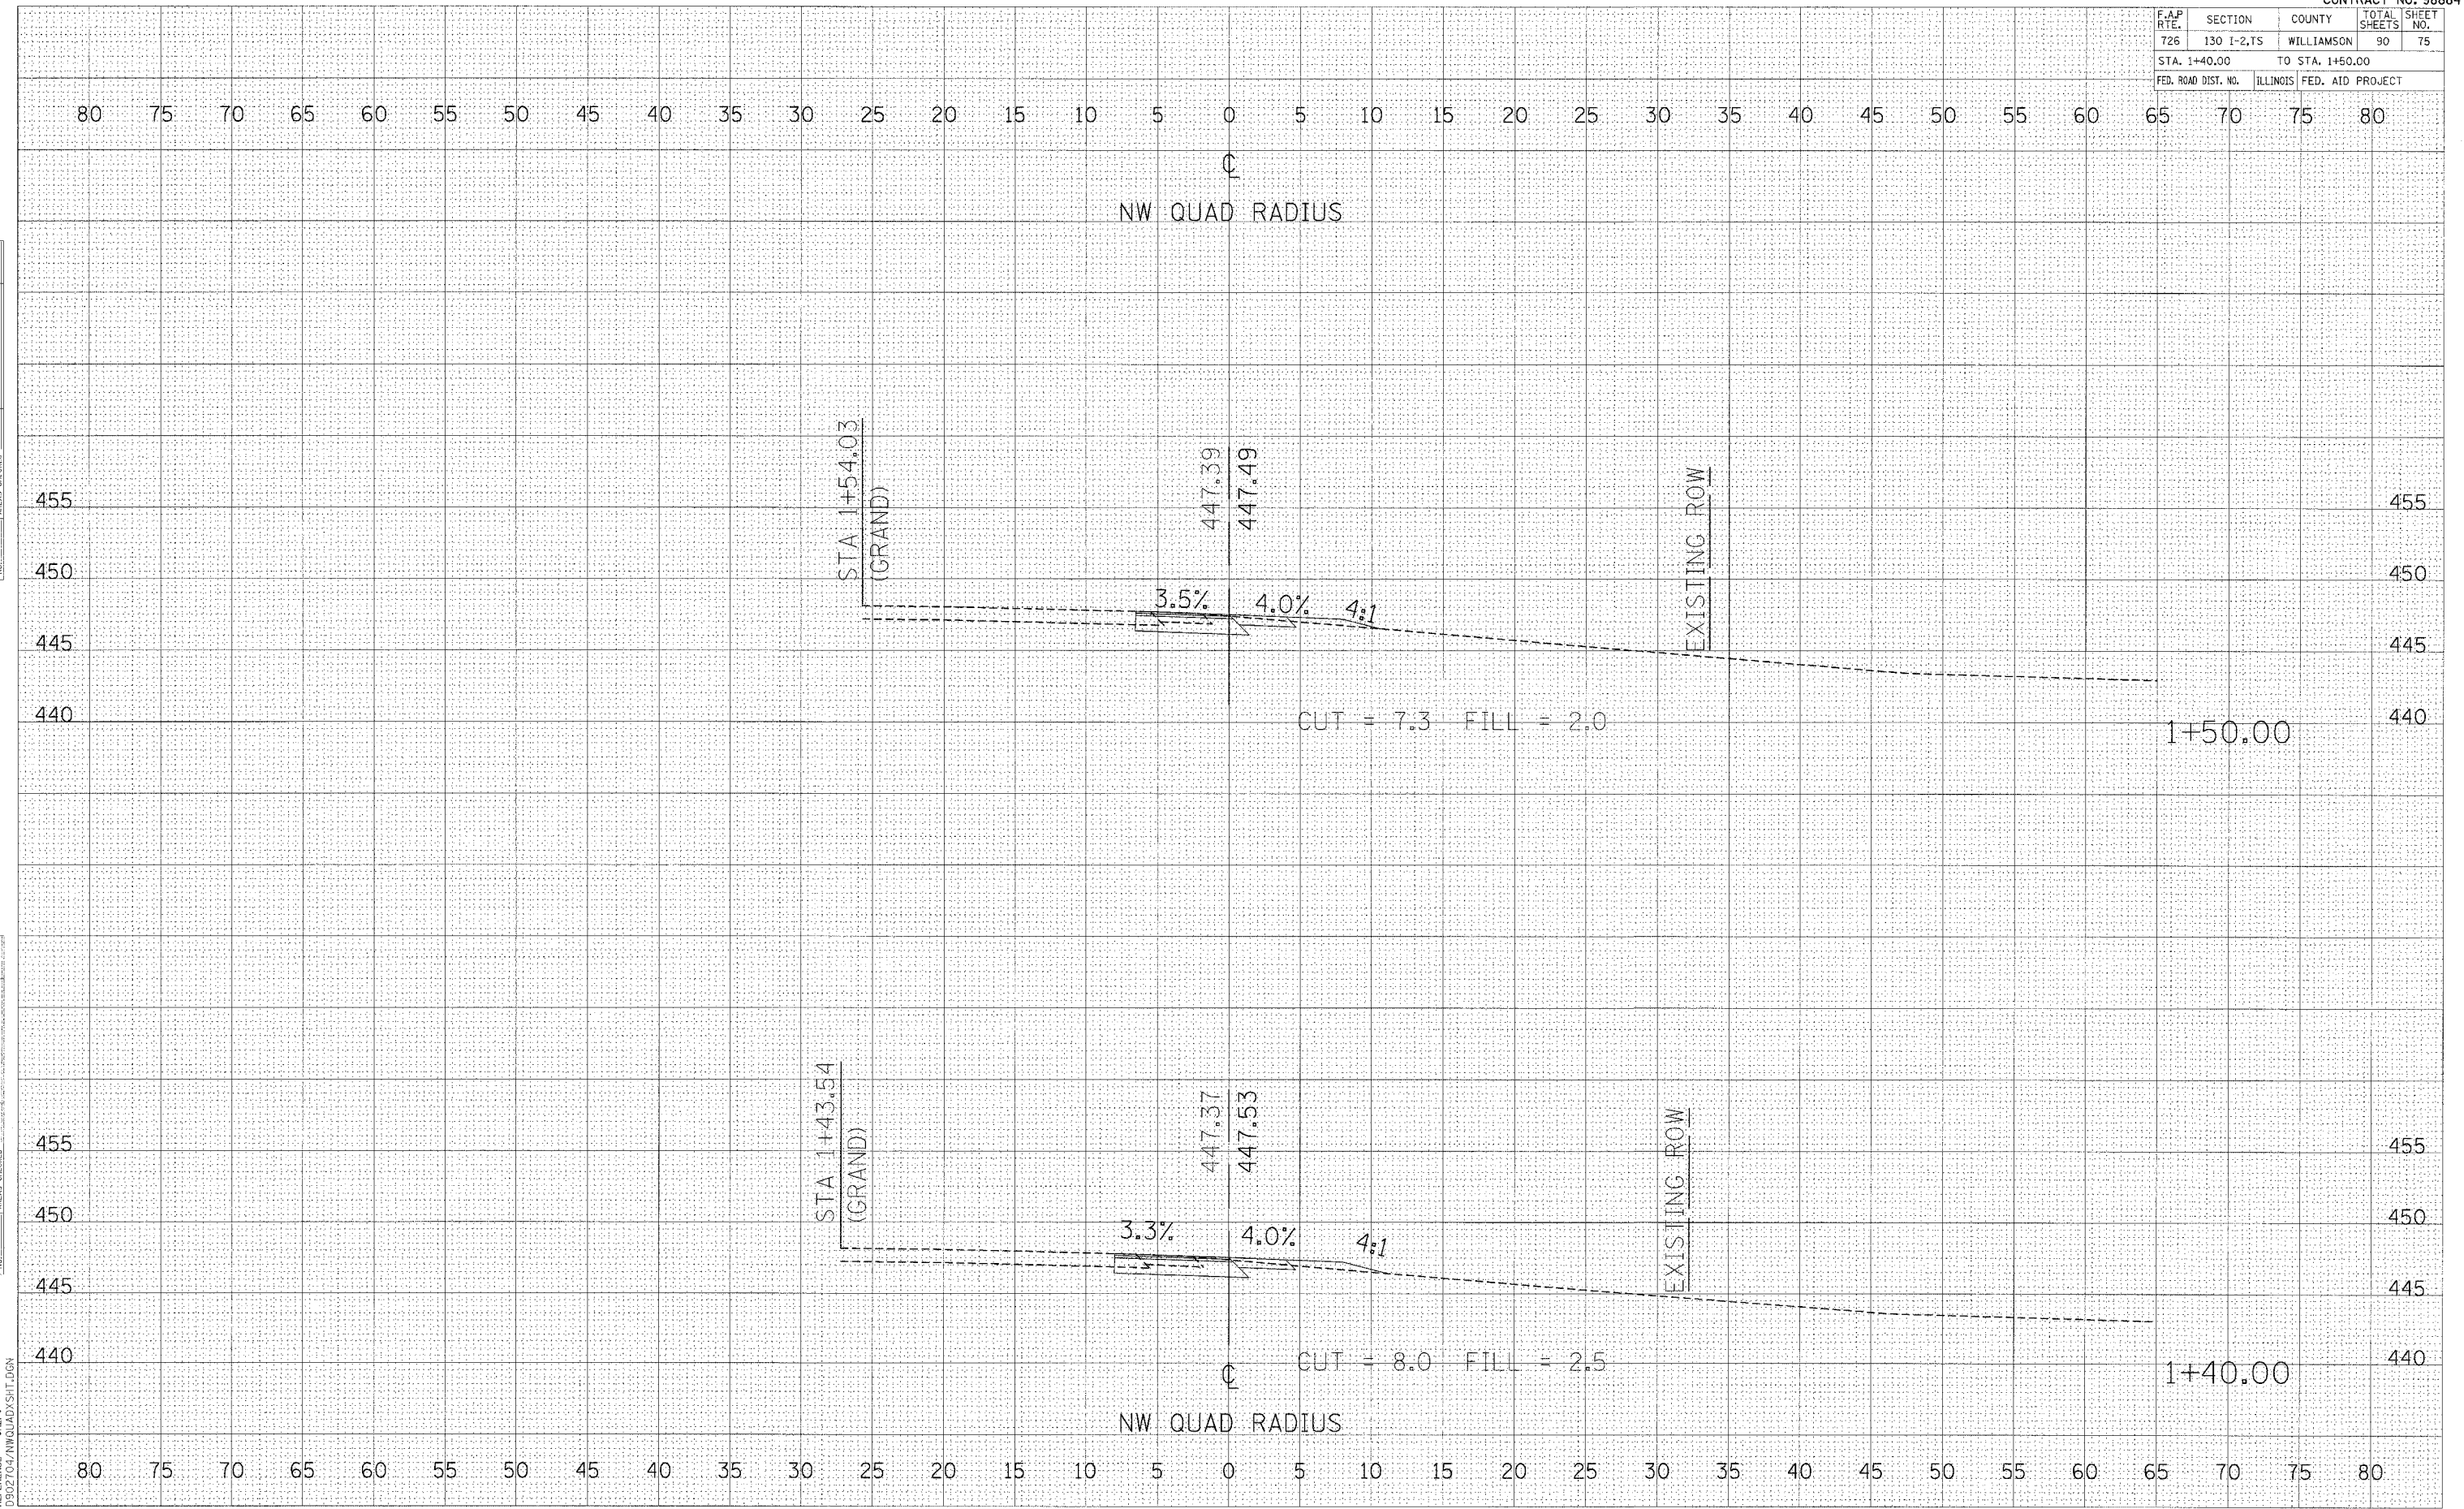 F.A.P RTE. SECTION COUNTY TOTAL SHEETS SHEET NO.
726 130 I-2,TS WILLIAMSON 90 75
STA. 1+40.00 TO STA. 1+50.00
FED. ROAD DIST. NO. ILLINOIS FED. AID PROJECT
80 75 70 65 60 55 50 45 40 35 30 25 20 15 10 5 0 5 10 15 20 25 30 35 40 45 50 55 60 65 70 75 80
℄
NW QUAD RADIUS
STA 1+54.03
(GRAND)
447.39
447.49
EXISTING ROW
455 455
450 450
3.5% 4.0% 4:1
445 445
440 440
CUT = 7.3 FILL = 2.0
1+50.00
STA 1+43.54
(GRAND)
447.37
447.53
EXISTING ROW
455 455
450 450
3.3% 4.0% 4:1
445 445
440 440
CUT = 8.0 FILL = 2.5
1+40.00
℄
NW QUAD RADIUS
80 75 70 65 60 55 50 45 40 35 30 25 20 15 10 5 0 5 10 15 20 25 30 35 40 45 50 55 60 65 70 75 80
D902704/NWQUADXSHT.DGN